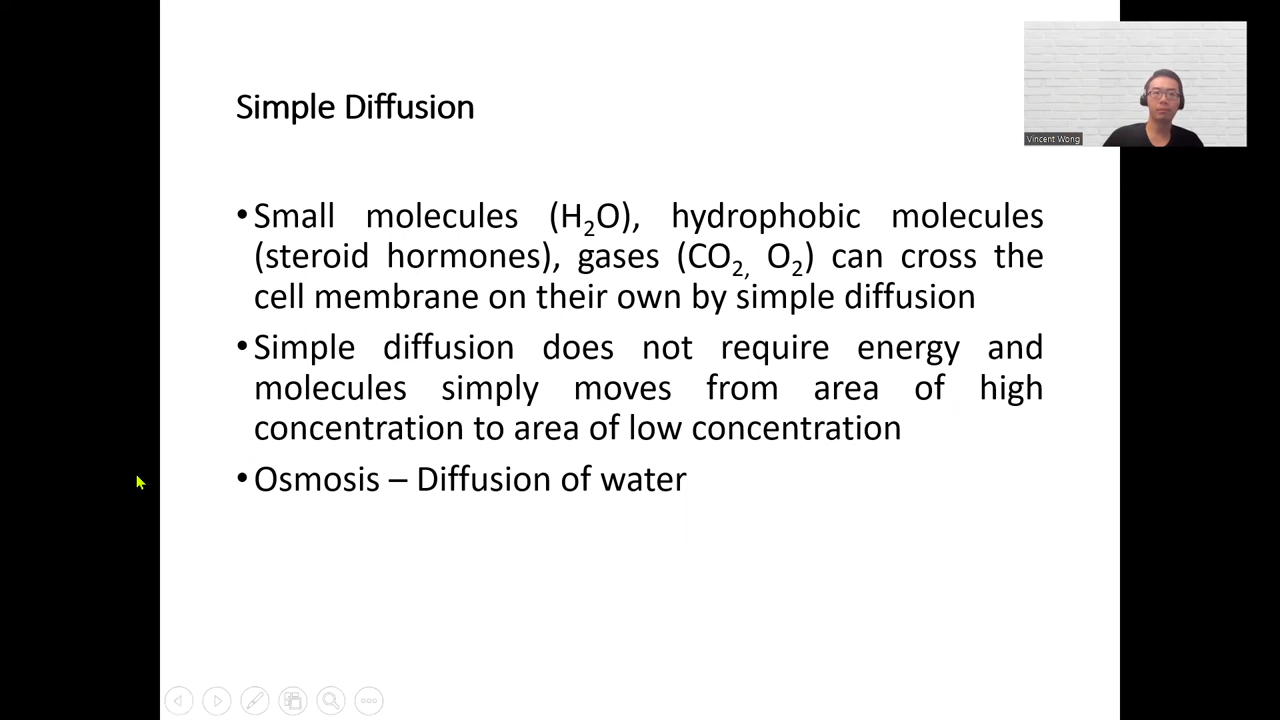 Simple Diffusion
Vincent Wong
• Small molecules (H₂O), hydrophobic molecules
(steroid hormones), gases (CO₂, O₂) can cross the
cell membrane on their own by simple diffusion
• Simple diffusion does not require energy and
molecules simply moves from area of high
concentration to area of low concentration
• Osmosis – Diffusion of water